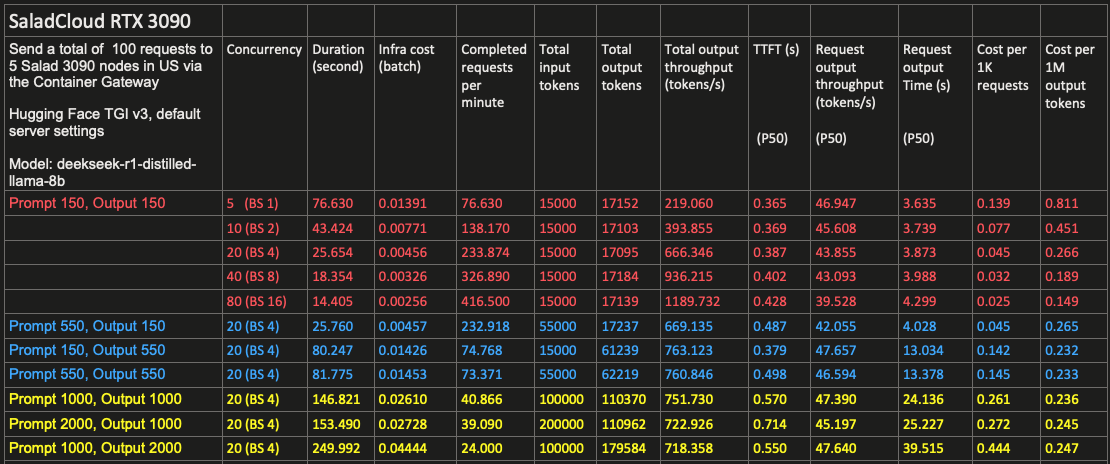 SaladCloud RTX 3090
Send a total of 100 requests to 5 Salad 3090 nodes in US via the Container Gateway
Hugging Face TGI v3, default server settings
Model: deekseek-r1-distilled-llama-8b
Concurrency Duration (second) Infra cost (batch) Completed requests per minute Total input tokens Total output tokens Total output throughput (tokens/s) TTFT (s) (P50) Request output throughput (tokens/s) (P50) Request output Time (s) (P50) Cost per 1K requests Cost per 1M output tokens
Prompt 150, Output 150 5 (BS 1) 76.630 0.01391 76.630 15000 17152 219.060 0.365 46.947 3.635 0.139 0.811
10 (BS 2) 43.424 0.00771 138.170 15000 17103 393.855 0.369 45.608 3.739 0.077 0.451
20 (BS 4) 25.654 0.00456 233.874 15000 17095 666.346 0.387 43.855 3.873 0.045 0.266
40 (BS 8) 18.354 0.00326 326.890 15000 17184 936.215 0.402 43.093 3.988 0.032 0.189
80 (BS 16) 14.405 0.00256 416.500 15000 17139 1189.732 0.428 39.528 4.299 0.025 0.149
Prompt 550, Output 150 20 (BS 4) 25.760 0.00457 232.918 55000 17237 669.135 0.487 42.055 4.028 0.045 0.265
Prompt 150, Output 550 20 (BS 4) 80.247 0.01426 74.768 15000 61239 763.123 0.379 47.657 13.034 0.142 0.232
Prompt 550, Output 550 20 (BS 4) 81.775 0.01453 73.371 55000 62219 760.846 0.498 46.594 13.378 0.145 0.233
Prompt 1000, Output 1000 20 (BS 4) 146.821 0.02610 40.866 100000 110370 751.730 0.570 47.390 24.136 0.261 0.236
Prompt 2000, Output 1000 20 (BS 4) 153.490 0.02728 39.090 200000 110962 722.926 0.714 45.197 25.227 0.272 0.245
Prompt 1000, Output 2000 20 (BS 4) 249.992 0.04444 24.000 100000 179584 718.358 0.550 47.640 39.515 0.444 0.247